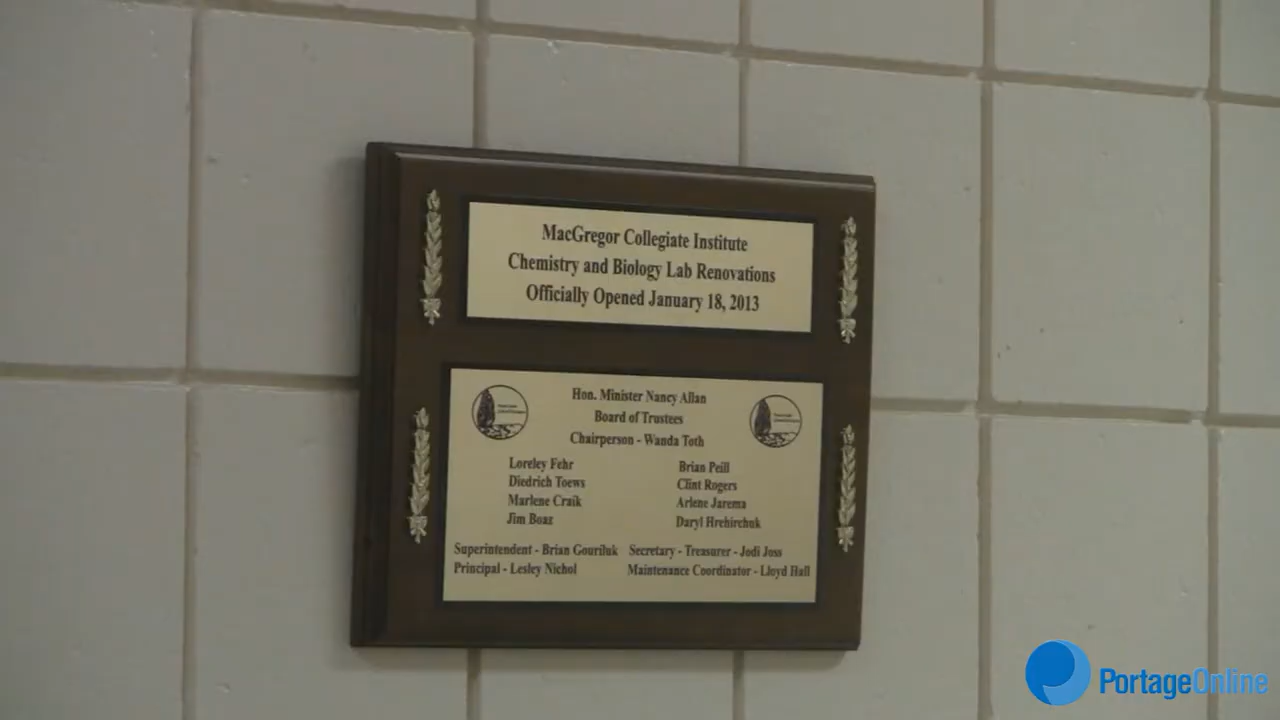 MacGregor Collegiate Institute
Chemistry and Biology Lab Renovations
Officially Opened January 18, 2013
Hon. Minister Nancy Allan
Board of Trustees
Chairperson - Wanda Toth
Loreley Fehr Brian Peill
Diedrich Toews Clint Rogers
Marlene Craik Arlene Jarema
Jim Boaz Daryl Hrehirchuk
Superintendent - Brian Gouriluk Secretary - Treasurer - Jodi Joss
Principal - Lesley Nichol Maintenance Coordinator - Lloyd Hall
PortageOnline